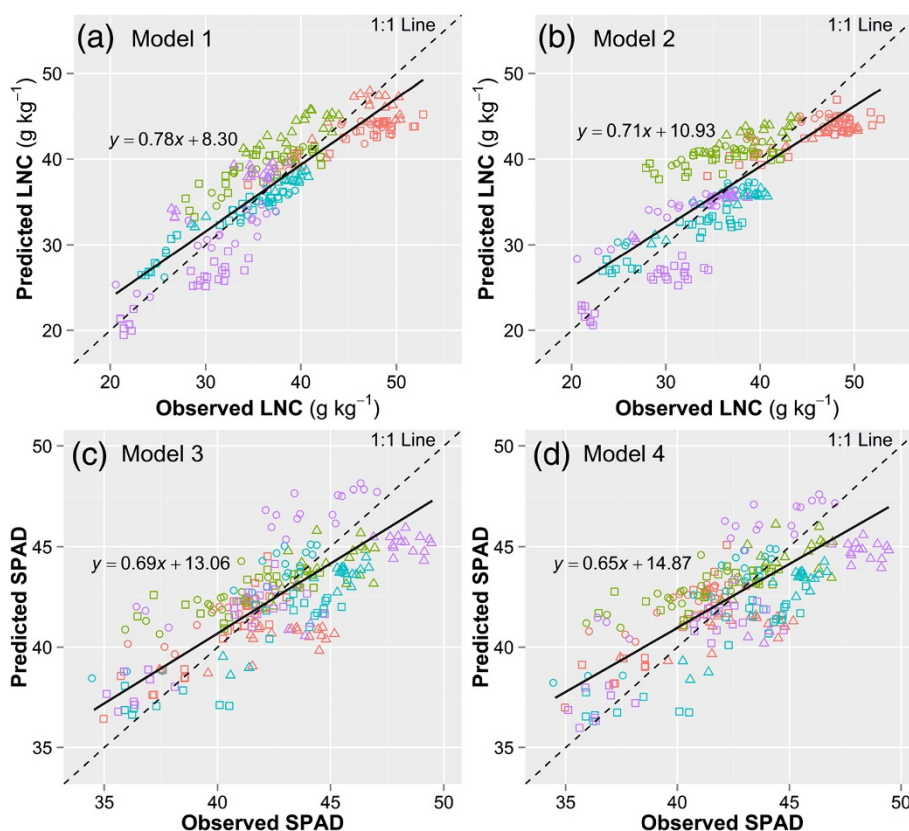 (a) Model 1
1:1 Line
y = 0.78x + 8.30
Predicted LNC (g kg⁻¹)
50
40
30
20
20 30 40 50
Observed LNC (g kg⁻¹)
(b) Model 2
1:1 Line
y = 0.71x + 10.93
Predicted LNC (g kg⁻¹)
50
40
30
20
20 30 40 50
Observed LNC (g kg⁻¹)
(c) Model 3
1:1 Line
y = 0.69x + 13.06
Predicted SPAD
50
45
40
35
35 40 45 50
Observed SPAD
(d) Model 4
1:1 Line
y = 0.65x + 14.87
Predicted SPAD
50
45
40
35
35 40 45 50
Observed SPAD